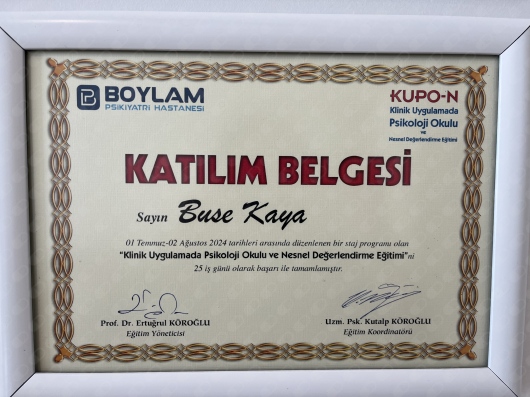 BOYLAM
PSİKİYATRİ HASTANESİ
KUPO-N
Klinik Uygulamada
Psikoloji Okulu
ve
Nesnel Değerlendirme Eğitimi
KATILIM BELGESİ
Sayın Buse Kaya
01 Temmuz-02 Ağustos 2024 tarihleri arasında düzenlenen bir staj programı olan
“Klinik Uygulamada Psikoloji Okulu ve Nesnel Değerlendirme Eğitimi”ni
25 iş günü olarak başarı ile tamamlamıştır.
Prof. Dr. Ertuğrul KÖROĞLU
Eğitim Yöneticisi
Uzm. Psk. Kutalp KÖROĞLU
Eğitim Koordinatörü